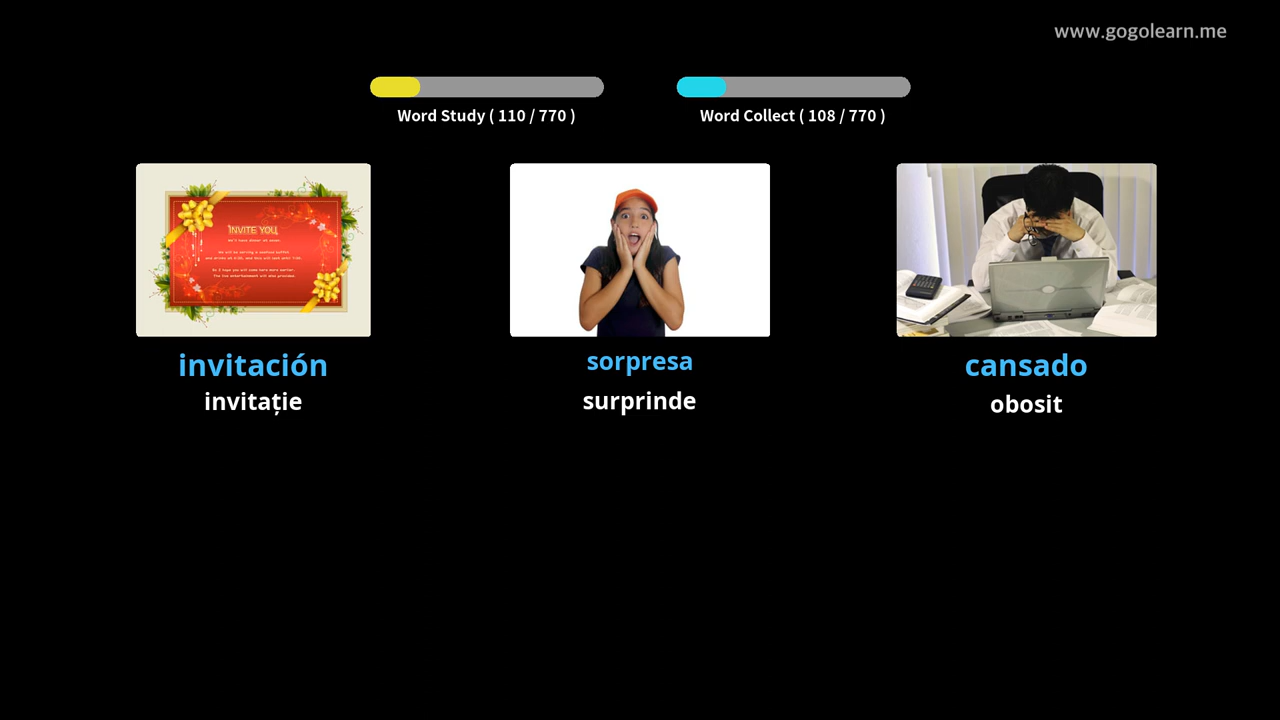 www.gogolearn.me
Word Study ( 110 / 770 )
Word Collect ( 108 / 770 )
INVITE YOU
invitación
invitație
sorpresa
surprinde
cansado
obosit